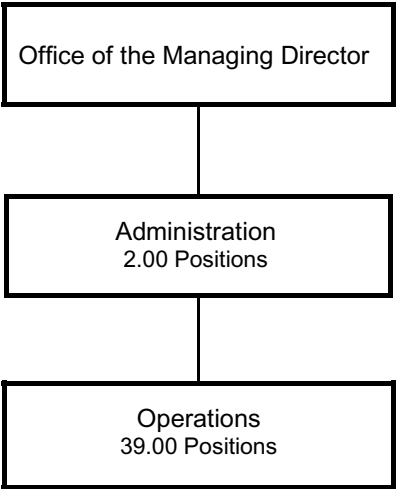 Office of the Managing Director
Administration
2.00 Positions
Operations
39.00 Positions